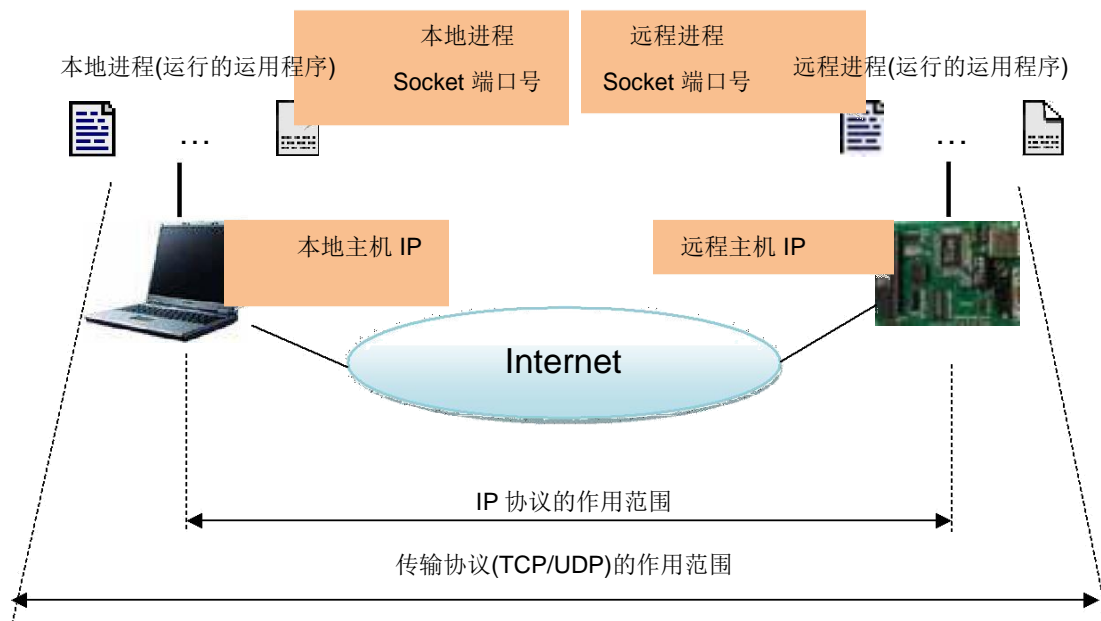 本地进程
Socket 端口号
远程进程
Socket 端口号
本地进程(运行的运用程序)
远程进程(运行的运用程序)
…
…
本地主机 IP
远程主机 IP
Internet
IP 协议的作用范围
传输协议(TCP/UDP)的作用范围